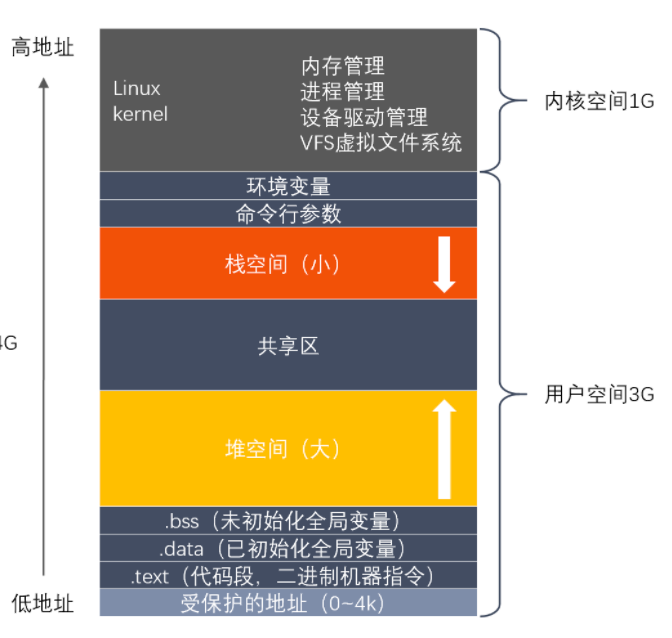 高地址
Linux
kernel
内存管理
进程管理
设备驱动管理
VFS虚拟文件系统
内核空间1G
环境变量
命令行参数
栈空间（小）
共享区
4G
用户空间3G
堆空间（大）
.bss（未初始化全局变量）
.data（已初始化全局变量）
.text（代码段，二进制机器指令）
低地址
受保护的地址（0~4k）